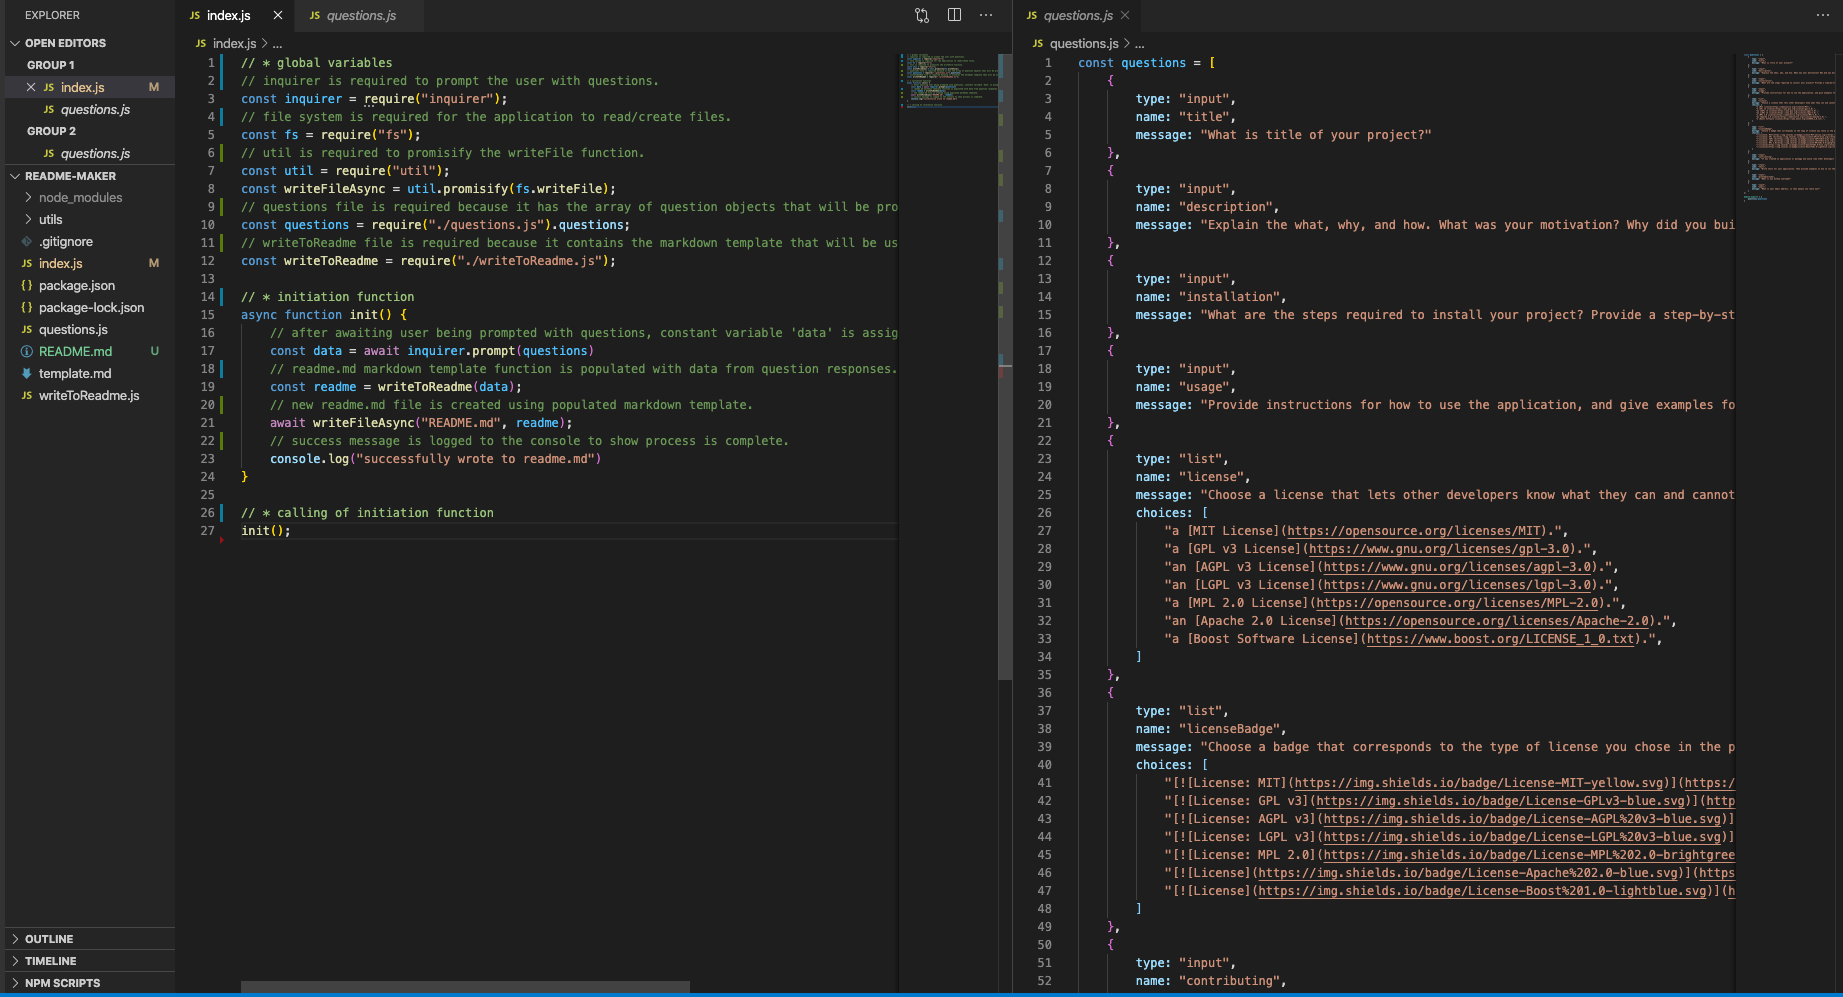 EXPLORER
OPEN EDITORS
GROUP 1
JS index.js M
JS questions.js
GROUP 2
JS questions.js
README-MAKER
node_modules
utils
.gitignore
JS index.js M
{} package.json
{} package-lock.json
JS questions.js
README.md U
template.md
JS writeToReadme.js
OUTLINE
TIMELINE
NPM SCRIPTS
JS index.js
JS questions.js
JS index.js > ...
1 // * global variables
2 // inquirer is required to prompt the user with questions.
3 const inquirer = require("inquirer");
4 // file system is required for the application to read/create files.
5 const fs = require("fs");
6 // util is required to promisify the writeFile function.
7 const util = require("util");
8 const writeFileAsync = util.promisify(fs.writeFile);
9 // questions file is required because it has the array of question objects that will be pro
10 const questions = require("./questions.js").questions;
11 // writeToReadme file is required because it contains the markdown template that will be us
12 const writeToReadme = require("./writeToReadme.js");
13
14 // * initiation function
15 async function init() {
16 // after awaiting user being prompted with questions, constant variable 'data' is assig
17 const data = await inquirer.prompt(questions)
18 // readme.md markdown template function is populated with data from question responses.
19 const readme = writeToReadme(data);
20 // new readme.md file is created using populated markdown template.
21 await writeFileAsync("README.md", readme);
22 // success message is logged to the console to show process is complete.
23 console.log("successfully wrote to readme.md")
24 }
25
26 // * calling of initiation function
27 init();
JS questions.js
JS questions.js > ...
1 const questions = [
2 {
3 type: "input",
4 name: "title",
5 message: "What is title of your project?"
6 },
7 {
8 type: "input",
9 name: "description",
10 message: "Explain the what, why, and how. What was your motivation? Why did you bui
11 },
12 {
13 type: "input",
14 name: "installation",
15 message: "What are the steps required to install your project? Provide a step-by-st
16 },
17 {
18 type: "input",
19 name: "usage",
20 message: "Provide instructions for how to use the application, and give examples fo
21 },
22 {
23 type: "list",
24 name: "license",
25 message: "Choose a license that lets other developers know what they can and cannot
26 choices: [
27 "a [MIT License](https://opensource.org/licenses/MIT).",
28 "a [GPL v3 License](https://www.gnu.org/licenses/gpl-3.0).",
29 "an [AGPL v3 License](https://www.gnu.org/licenses/agpl-3.0).",
30 "an [LGPL v3 License](https://www.gnu.org/licenses/lgpl-3.0).",
31 "a [MPL 2.0 License](https://opensource.org/licenses/MPL-2.0).",
32 "an [Apache 2.0 License](https://opensource.org/licenses/Apache-2.0).",
33 "a [Boost Software License](https://www.boost.org/LICENSE_1_0.txt).",
34 ]
35 },
36 {
37 type: "list",
38 name: "licenseBadge",
39 message: "Choose a badge that corresponds to the type of license you chose in the p
40 choices: [
41 "[![License: MIT](https://img.shields.io/badge/License-MIT-yellow.svg)](https:/
42 "[![License: GPL v3](https://img.shields.io/badge/License-GPLv3-blue.svg)](http
43 "[![License: AGPL v3](https://img.shields.io/badge/License-AGPL%20v3-blue.svg)]
44 "[![License: LGPL v3](https://img.shields.io/badge/License-LGPL%20v3-blue.svg)]
45 "[![License: MPL 2.0](https://img.shields.io/badge/License-MPL%202.0-brightgree
46 "[![License](https://img.shields.io/badge/License-Apache%202.0-blue.svg)](https
47 "[![License](https://img.shields.io/badge/License-Boost%201.0-lightblue.svg)](h
48 ]
49 },
50 {
51 type: "input",
52 name: "contributing",